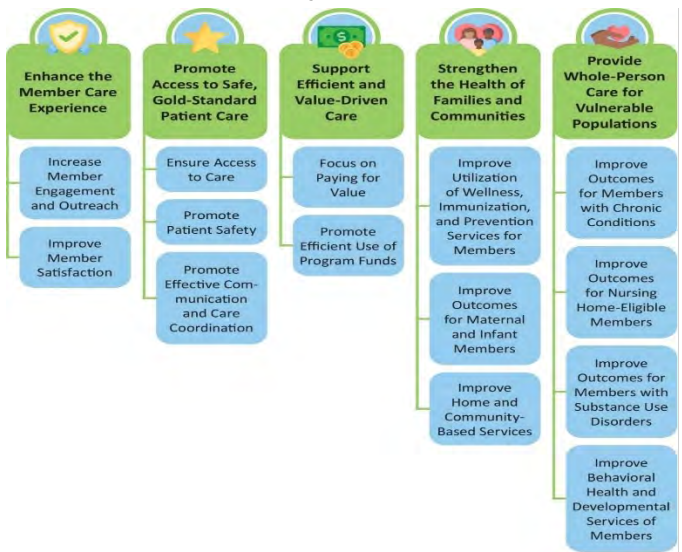 Enhance the
Member Care
Experience
Increase
Member
Engagement
and Outreach
Improve
Member
Satisfaction
Promote
Access to Safe,
Gold-Standard
Patient Care
Ensure Access
to Care
Promote
Patient Safety
Promote
Effective Com-
munication
and Care
Coordination
Support
Efficient and
Value-Driven
Care
$
Focus on
Paying for
Value
Promote
Efficient Use of
Program Funds
Strengthen
the Health of
Families and
Communities
Improve
Utilization
of Wellness,
Immunization,
and Prevention
Services for
Members
Improve
Outcomes
for Maternal
and Infant
Members
Improve
Home and
Community-
Based Services
Provide
Whole-Person
Care for
Vulnerable
Populations
Improve
Outcomes
for Members
with Chronic
Conditions
Improve
Outcomes
for Nursing
Home-Eligible
Members
Improve
Outcomes for
Members with
Substance Use
Disorders
Improve
Behavioral
Health and
Developmental
Services of
Members